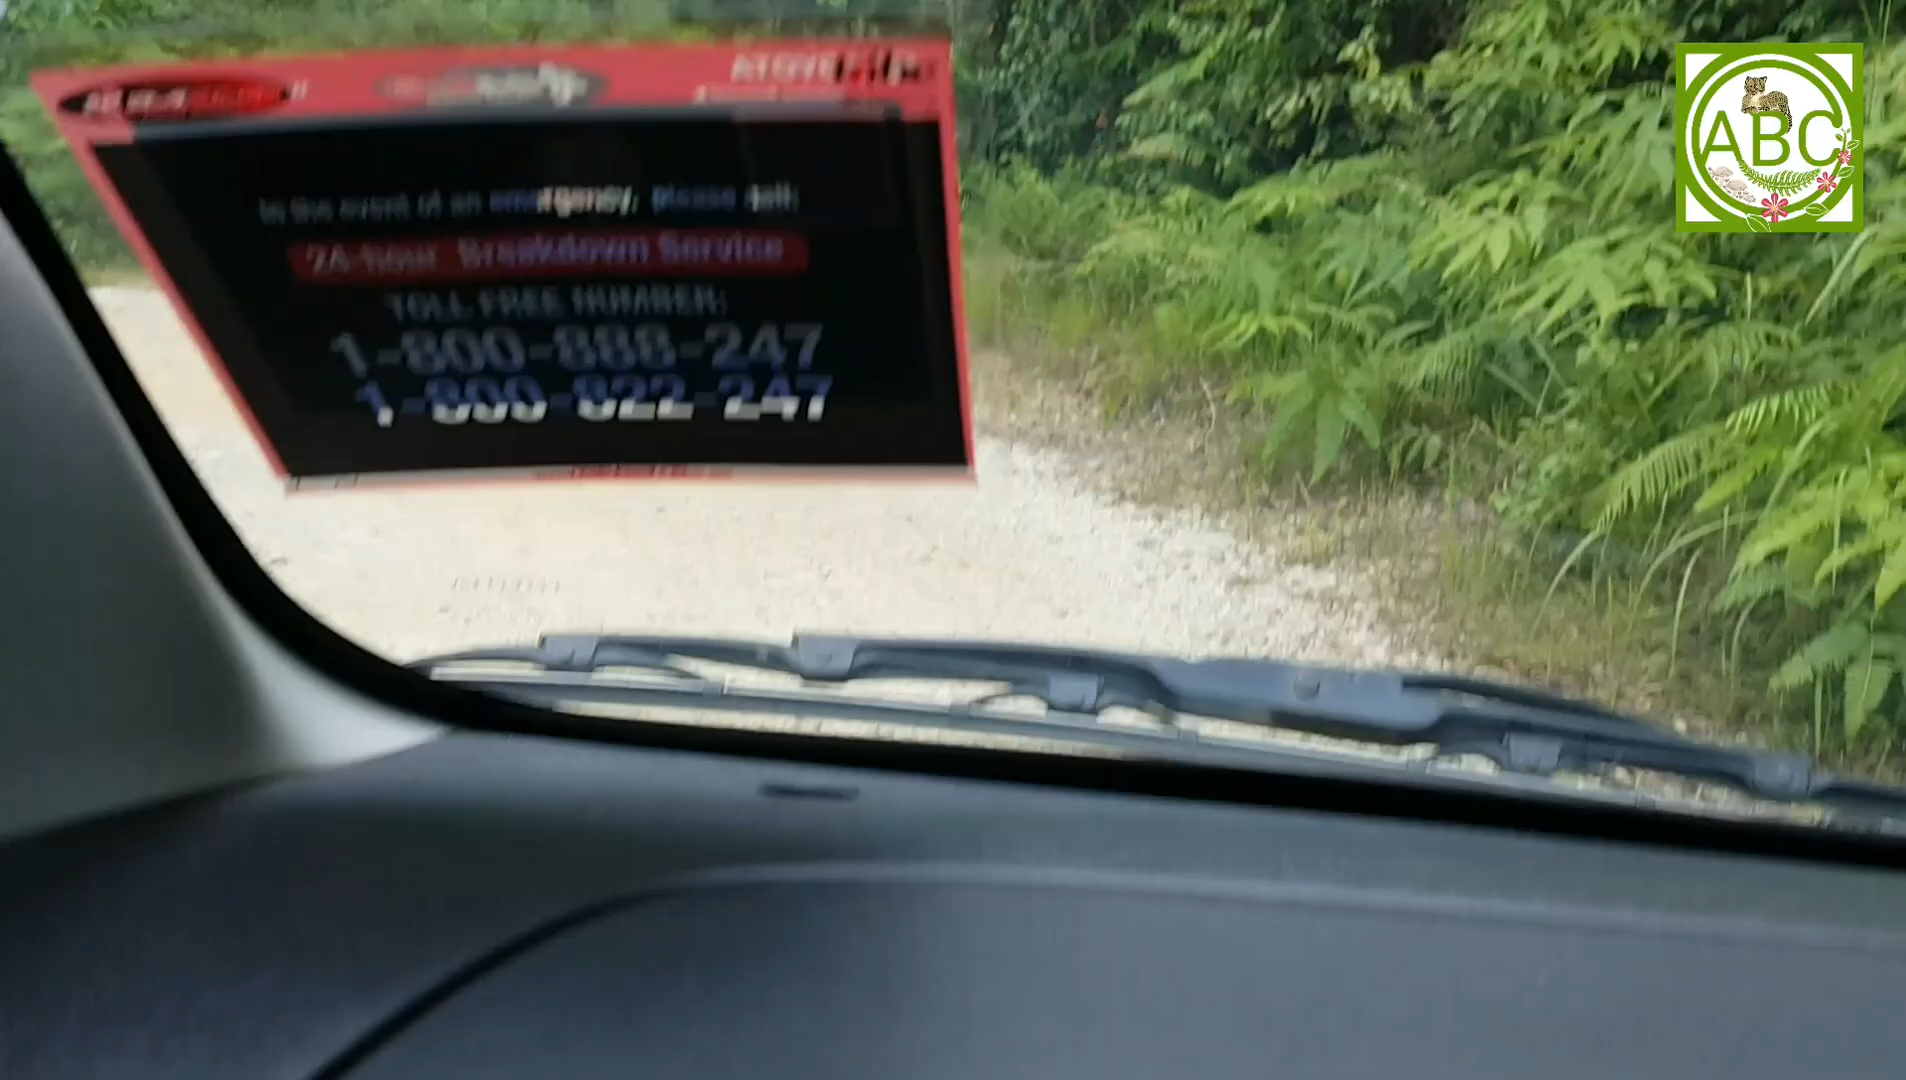 In the event of an emergency, please call:
24-hour Breakdown Service
TOLL FREE NUMBER:
1-800-888-247
1-800-822-247
ABC